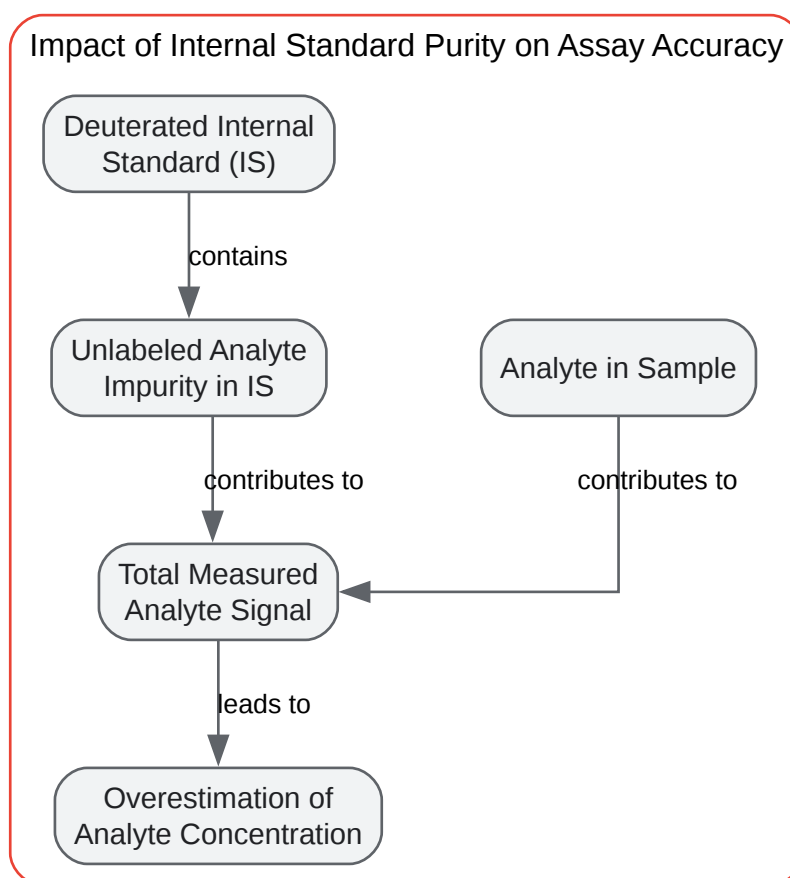 Impact of Internal Standard Purity on Assay Accuracy
Deuterated Internal
Standard (IS)
contains
Unlabeled Analyte
Impurity in IS
Analyte in Sample
contributes to
contributes to
Total Measured
Analyte Signal
leads to
Overestimation of
Analyte Concentration